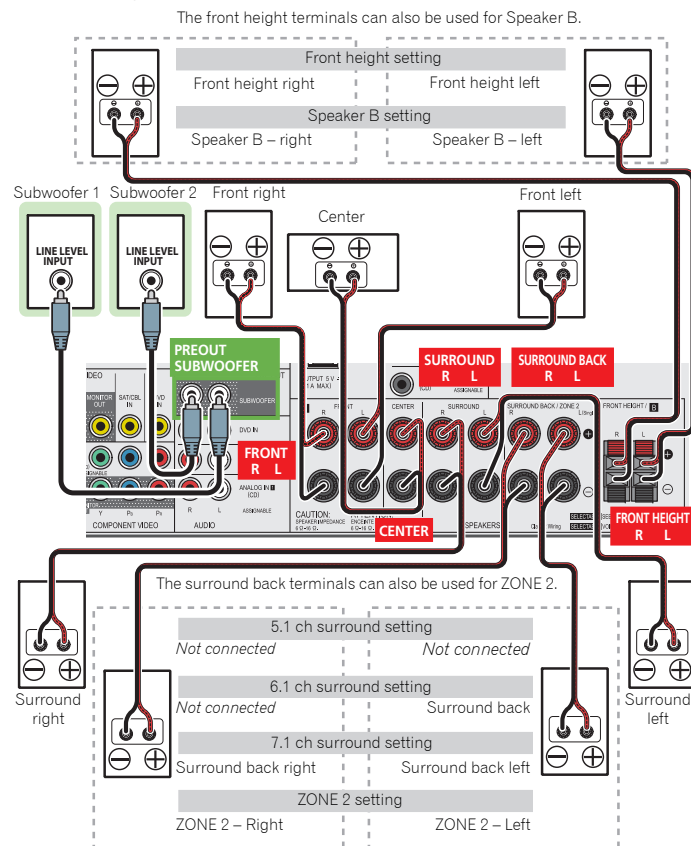 The front height terminals can also be used for Speaker B.
Front height setting
Front height right
Front height left
Speaker B setting
Speaker B – right
Speaker B – left
Subwoofer 1
Subwoofer 2
Front right
Center
Front left
LINE LEVEL
INPUT
LINE LEVEL
INPUT
PREOUT
SUBWOOFER
SURROUND
R L
SURROUND BACK
R L
MONITOR
OUT
SAT/CBL
IN
IN
SUBWOOFER
DVD IN
ASSIGNABLE
CENTER
SURROUND
R
L
SURROUND BACK / ZONE 2
R
FRONT HEIGHT / B
R
L
R
L
FRONT
R L
ANALOG IN 1
(CD)
ASSIGNABLE
Y
R
L
COMPONENT VIDEO
AUDIO
CAUTION:
SPEAKER IMPEDANCE
CENTER
SPEAKERS
FRONT HEIGHT
R L
The surround back terminals can also be used for ZONE 2.
5.1 ch surround setting
Not connected
Not connected
6.1 ch surround setting
Not connected
Surround back
7.1 ch surround setting
Surround back right
Surround back left
ZONE 2 setting
ZONE 2 – Right
ZONE 2 – Left
Surround
right
Surround
left